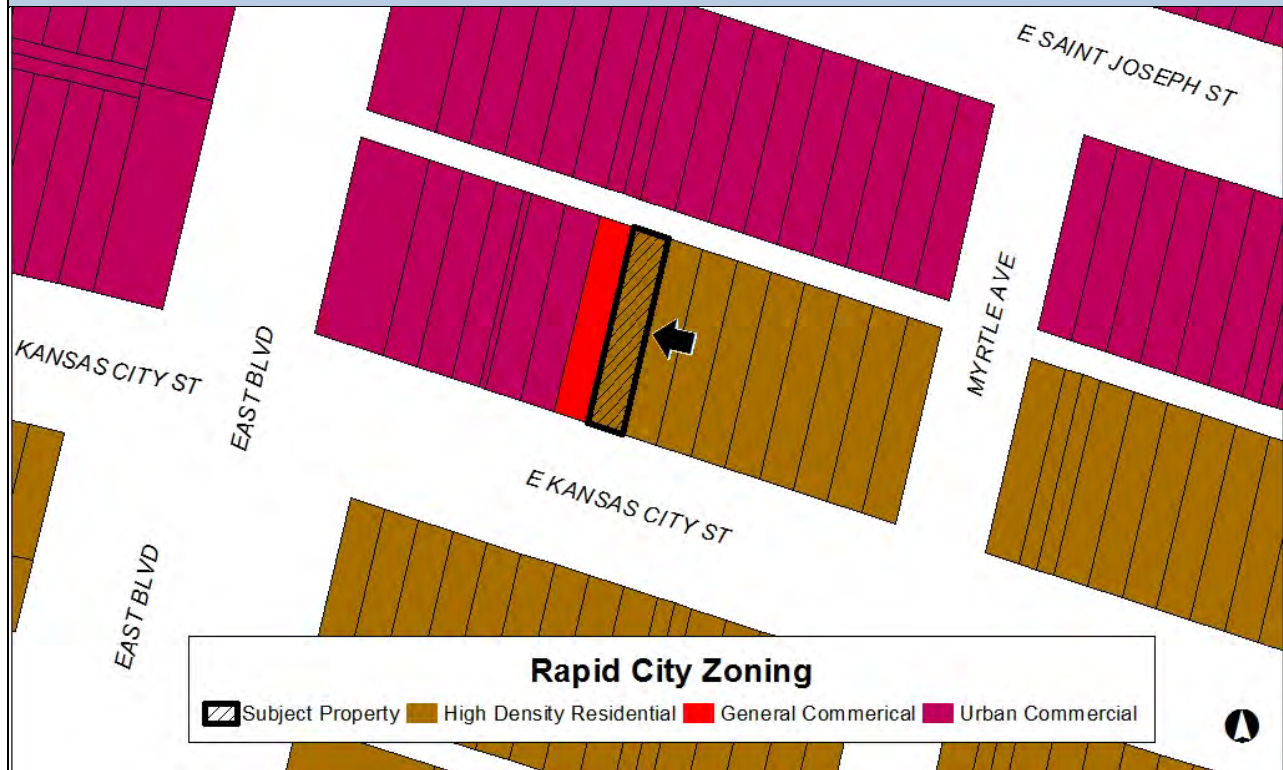 E SAINT JOSEPH ST
MYRTLE AVE
KANSAS CITY ST
EAST BLVD
E KANSAS CITY ST
EAST BLVD
Rapid City Zoning
Subject Property High Density Residential General Commerical Urban Commercial